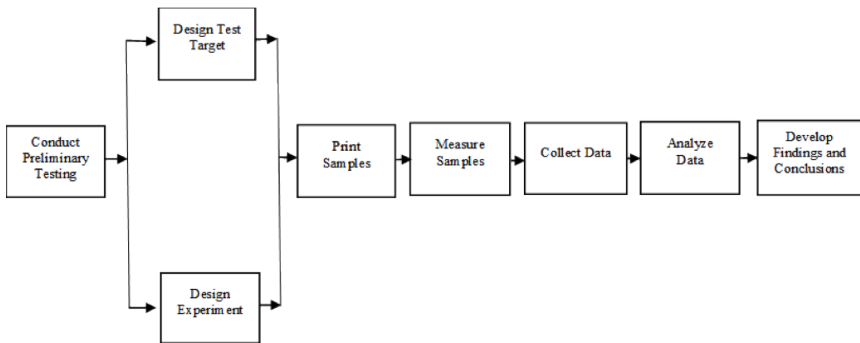 Design Test
Target
Conduct
Preliminary
Testing
Print
Samples
Measure
Samples
Collect Data
Analyze
Data
Develop
Findings and
Conclusions
Design
Experiment